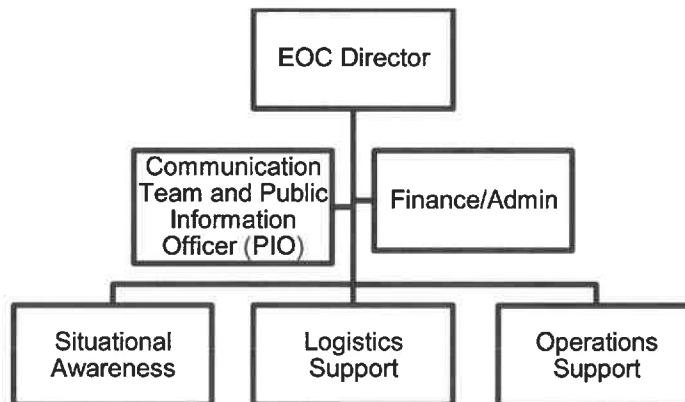 EOC Director
Communication
Team and Public
Information
Officer (PIO)
Finance/Admin
Situational
Awareness
Logistics
Support
Operations
Support